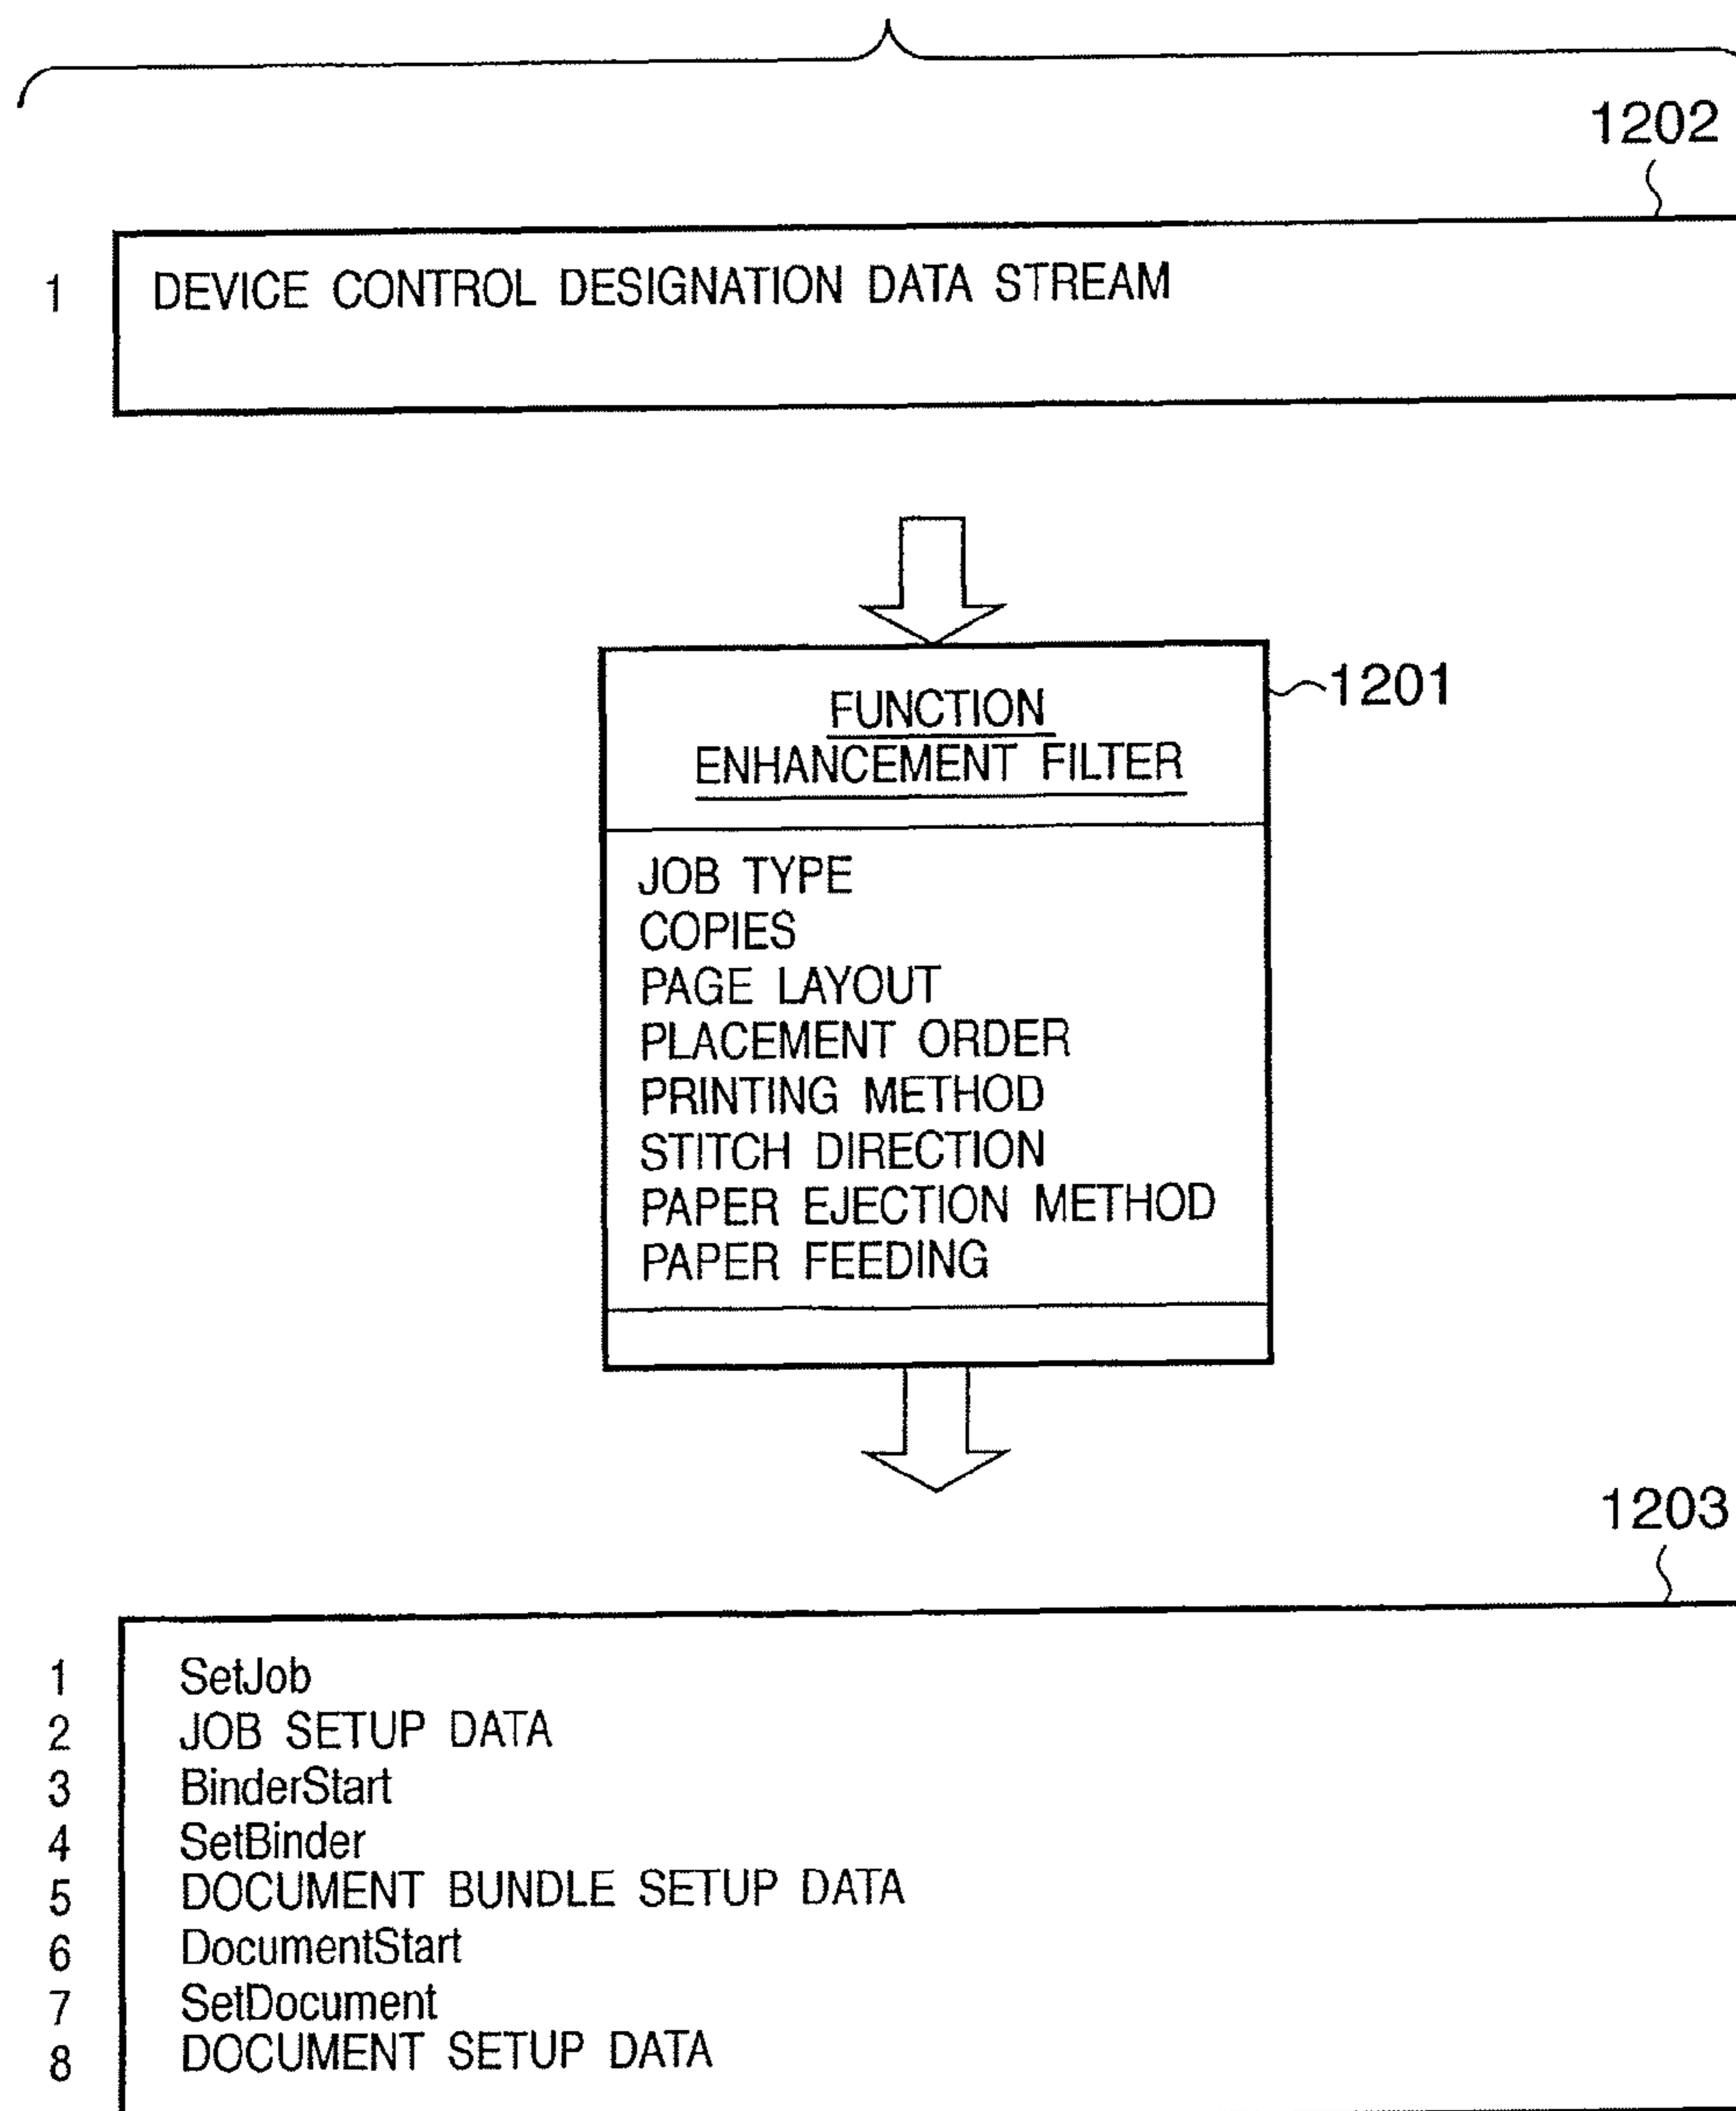 1202
1 DEVICE CONTROL DESIGNATION DATA STREAM
FUNCTION
ENHANCEMENT FILTER
1201
JOB TYPE
COPIES
PAGE LAYOUT
PLACEMENT ORDER
PRINTING METHOD
STITCH DIRECTION
PAPER EJECTION METHOD
PAPER FEEDING
1203
1 SetJob
2 JOB SETUP DATA
3 BinderStart
4 SetBinder
5 DOCUMENT BUNDLE SETUP DATA
6 DocumentStart
7 SetDocument
8 DOCUMENT SETUP DATA